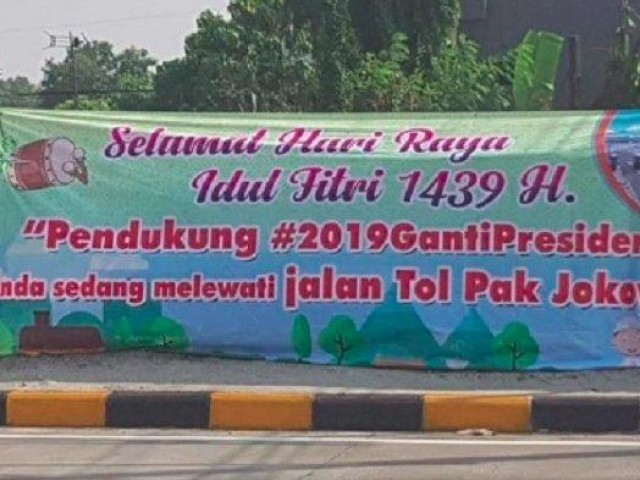 Selamat Hari Raya
Idul Fitri 1439 H.
"Pendukung #2019GantiPresiden
nda sedang melewati jalan Tol Pak Joko